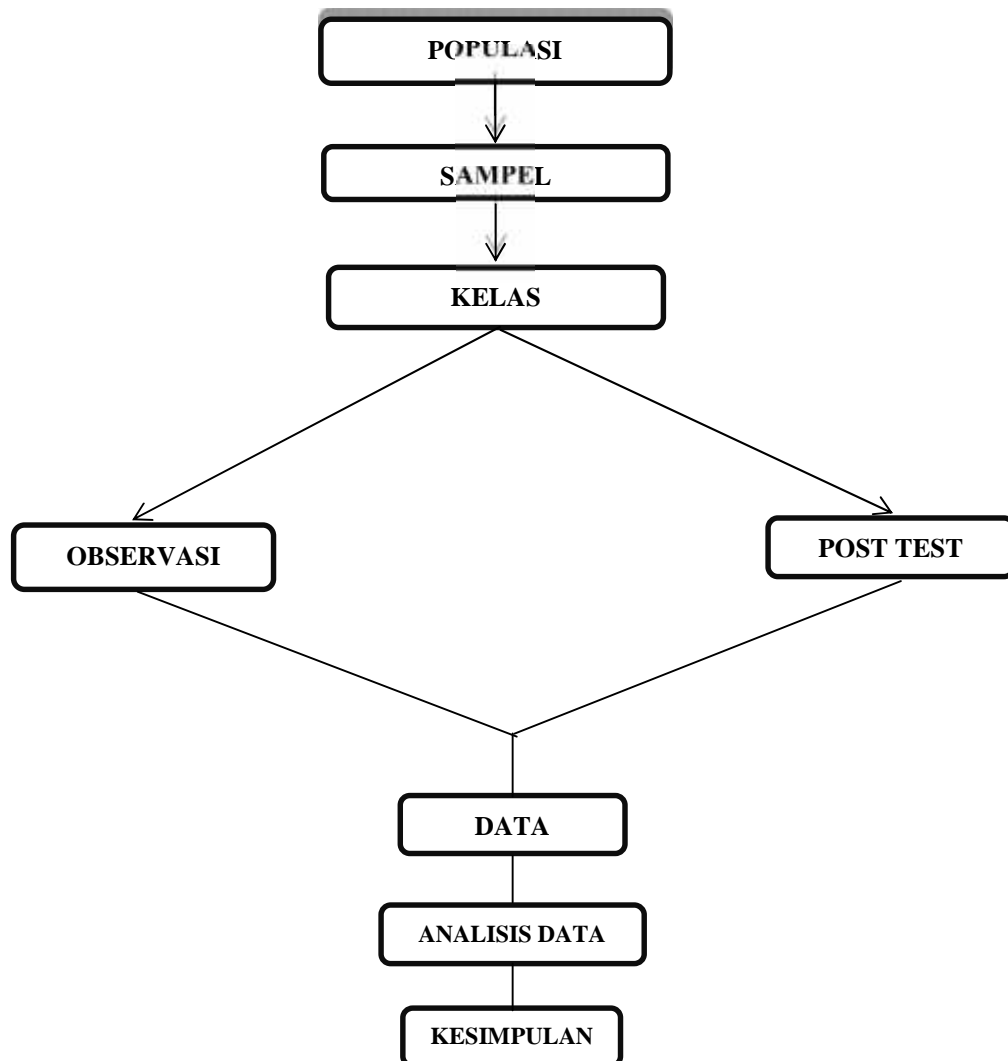 POPULASI
SAMPEL
KELAS
OBSERVASI
POST TEST
DATA
ANALISIS DATA
KESIMPULAN